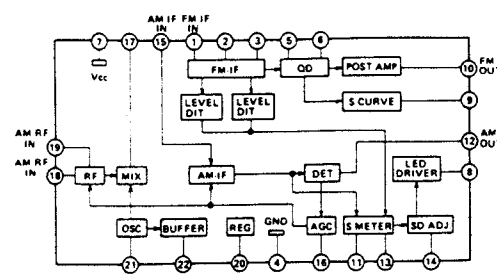 AM IF FM IF
IN IN
7 17 15 1 2 3 5 6
Vcc
FM-IF
QD
POST AMP
10
FM
OUT
LEVEL
DIT
LEVEL
DIT
S CURVE
9
AM RF
IN
19
12
AM
OUT
AM RF
IN
18
RF
MIX
AM-IF
DET
LED
DRIVER
8
OSC
BUFFER
REG
GND
AGC
S METER
SD ADJ
21 22 20 4 16 11 13 14